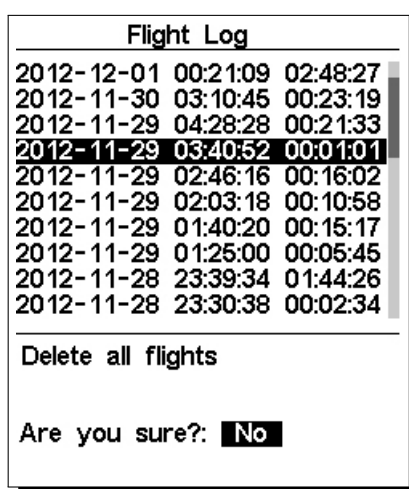 Flight Log
2012-12-01 00:21:09 02:48:27
2012-11-30 03:10:45 00:23:19
2012-11-29 04:28:28 00:21:33
2012-11-29 03:40:52 00:01:01
2012-11-29 02:46:16 00:16:02
2012-11-29 02:03:18 00:10:58
2012-11-29 01:40:20 00:15:17
2012-11-29 01:25:00 00:05:45
2012-11-28 23:39:34 01:44:26
2012-11-28 23:30:38 00:02:34
Delete all flights
Are you sure?: No